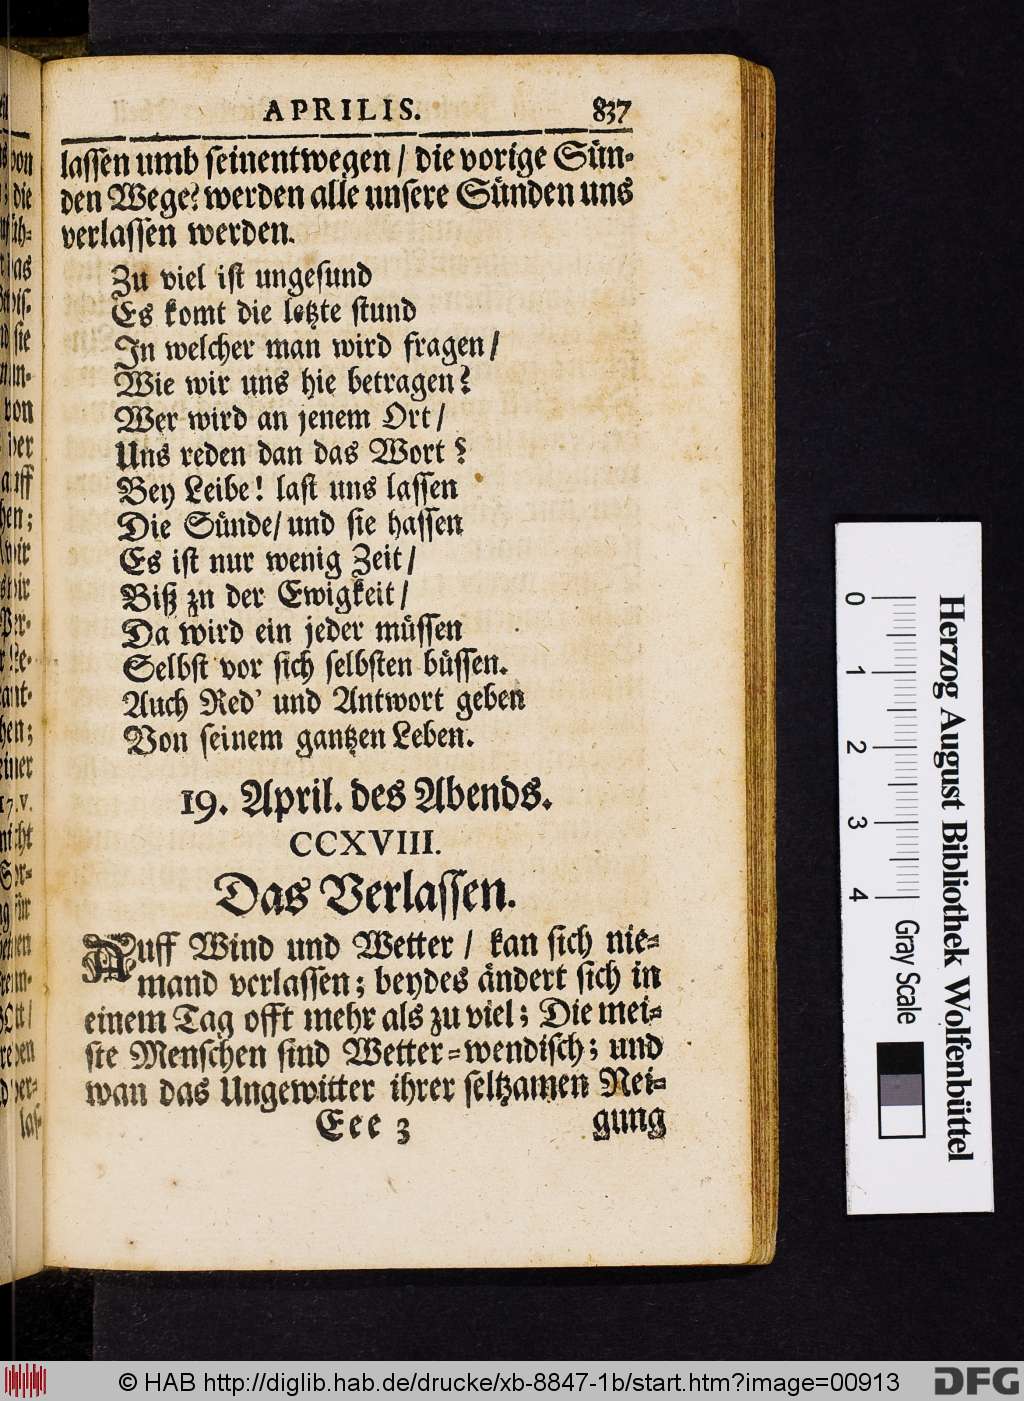 APRILIS. 837
lassen umb seinentwegen / die vorige Sün-
den Wege? werden alle unsere Sünden uns
verlassen werden.
Zu viel ist ungesund
Es komt die letzte stund
In welcher man wird fragen /
Wie wir uns hie betragen?
Wer wird an jenem Ort /
Uns reden dan das Wort?
Bey Leibe! last uns lassen
Die Sünde / und sie hassen
Es ist nur wenig Zeit /
Biß zu der Ewigkeit /
Da wird ein jeder müssen
Selbst vor sich selbsten büssen.
Auch Red' und Antwort geben
Von seinem gantzen Leben.
19. April. des Abends.
CCXVIII.
Das Verlassen.
Auff Wind und Wetter / kan sich nie-
mand verlassen; beydes ändert sich in
einem Tag offt mehr als zu viel; Die mei-
ste Menschen sind Wetter-wendisch; und
wan das Ungewitter ihrer seltzamen Nei-
Eee 3 gung
0 1 2 3 4
Gray Scale
Herzog August Bibliothek Wolfenbüttel
© HAB http://diglib.hab.de/drucke/xb-8847-1b/start.htm?image=00913
DFG